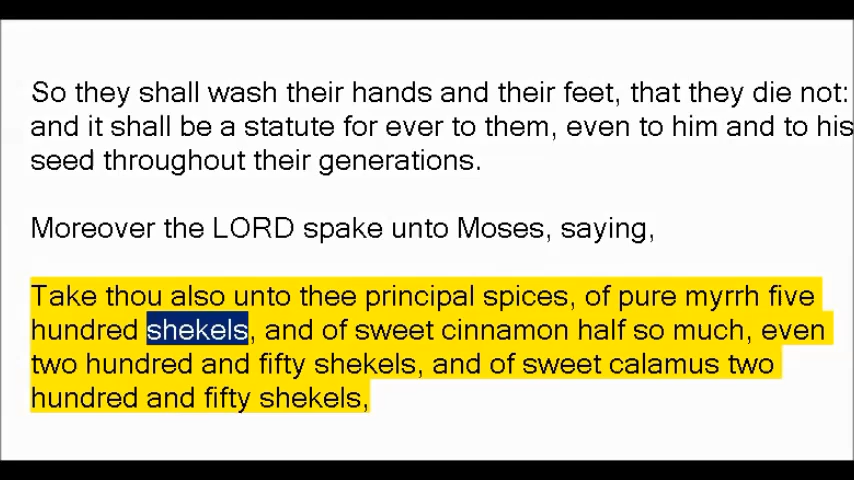 So they shall wash their hands and their feet, that they die not:
and it shall be a statute for ever to them, even to him and to his
seed throughout their generations.
Moreover the LORD spake unto Moses, saying,
Take thou also unto thee principal spices, of pure myrrh five
hundred shekels, and of sweet cinnamon half so much, even
two hundred and fifty shekels, and of sweet calamus two
hundred and fifty shekels,